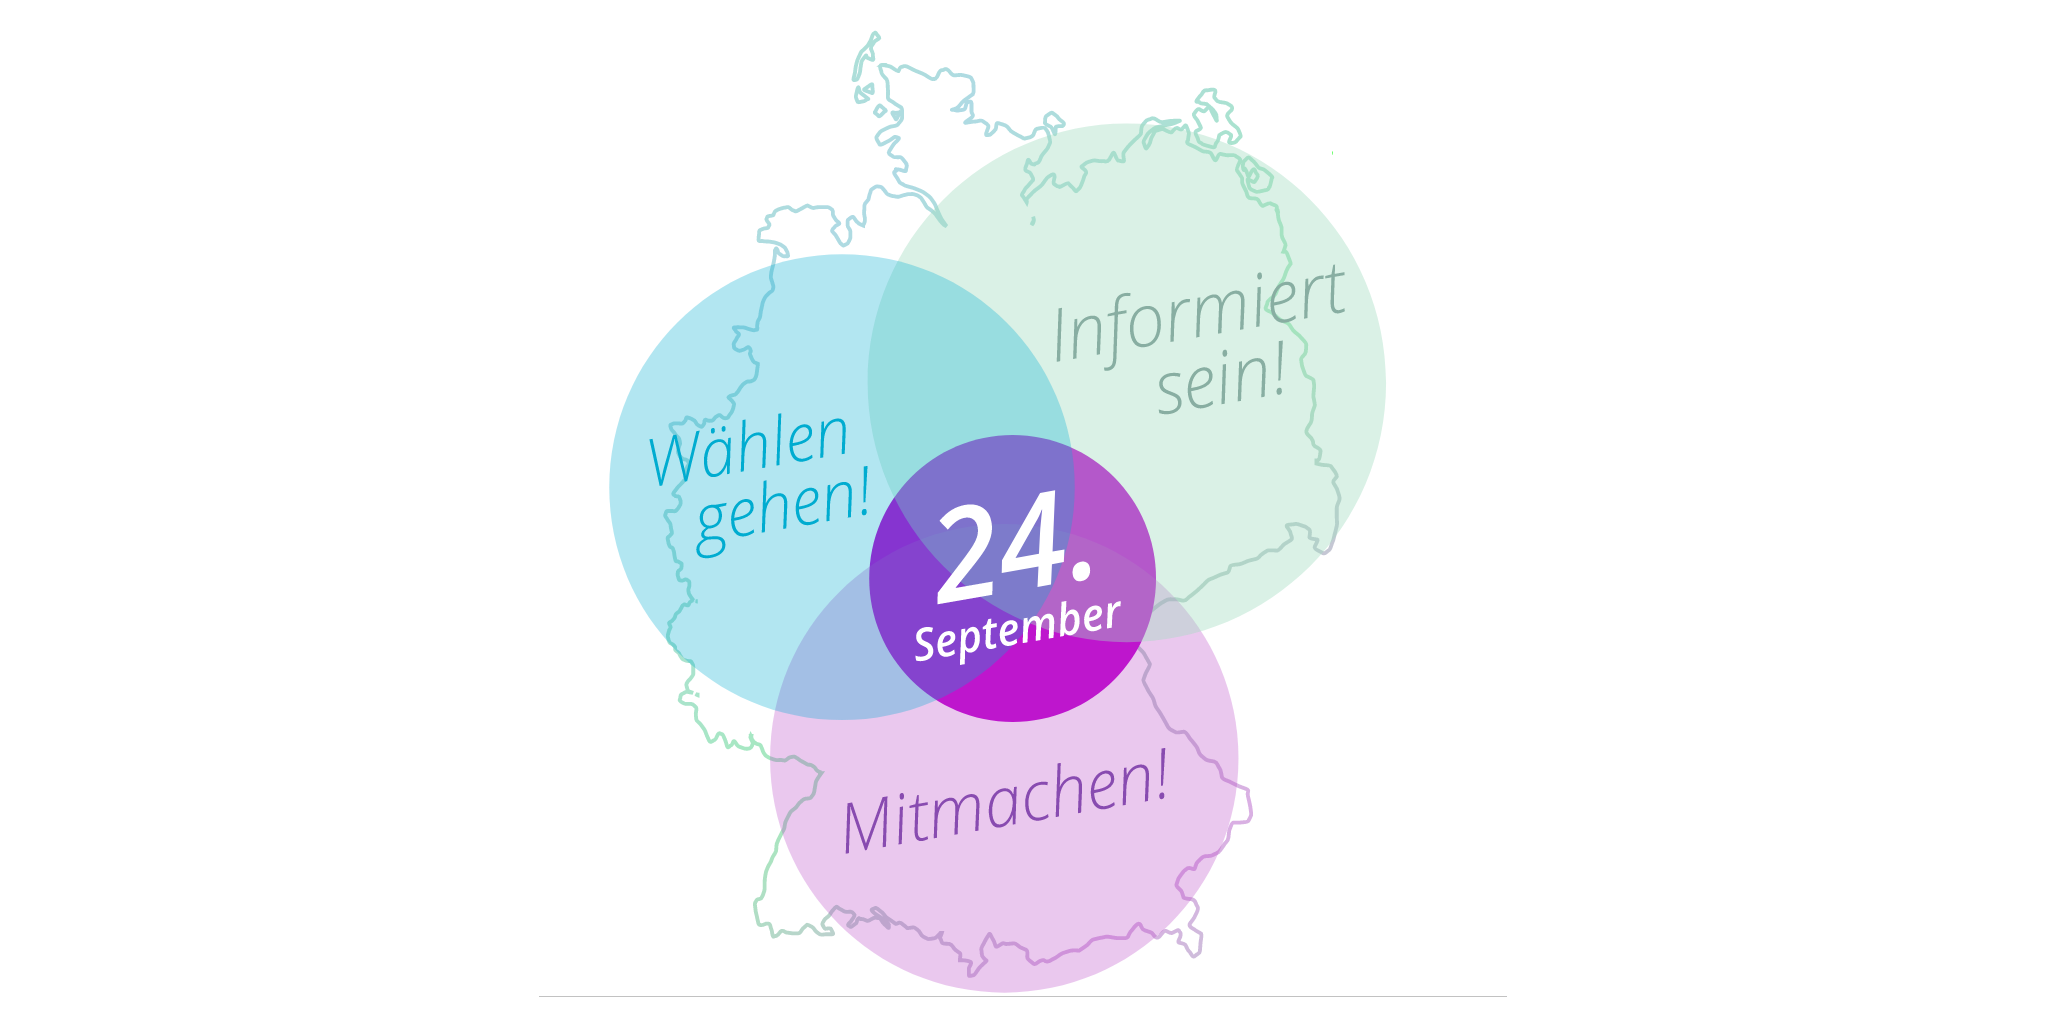 Informiert
sein!
Wählen
gehen!
24.
September
Mitmachen!